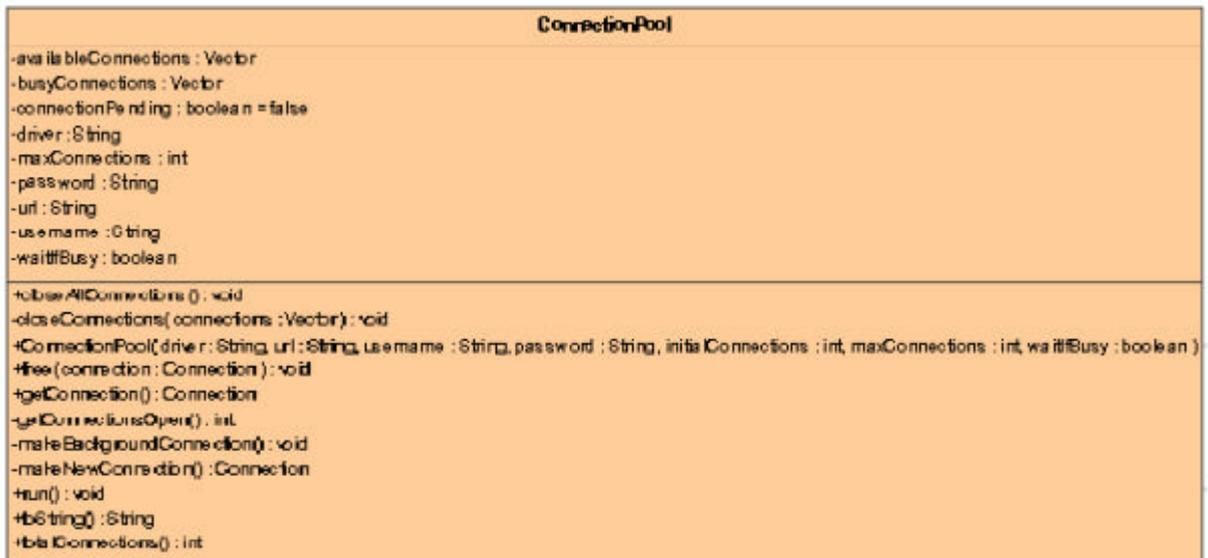 ConnectionPool
-availableConnections : Vector
-busyConnections : Vector
-connectionPending : boolean = false
-driver : String
-maxConnections : int
-password : String
-url : String
-username : String
-waitIfBusy : boolean
+closeAllConnections () : void
-closeConnections( connections : Vector) : void
+ConnectionPool( driver : String, url : String, username : String, password : String, initialConnections : int, maxConnections : int, waitIfBusy : boolean )
+free( connection : Connection ) : void
+getConnection() : Connection
-getConnectionsOpen() : int
-makeBackgroundConnection() : void
-makeNewConnection() : Connection
+run() : void
+toString() : String
+totalConnections() : int